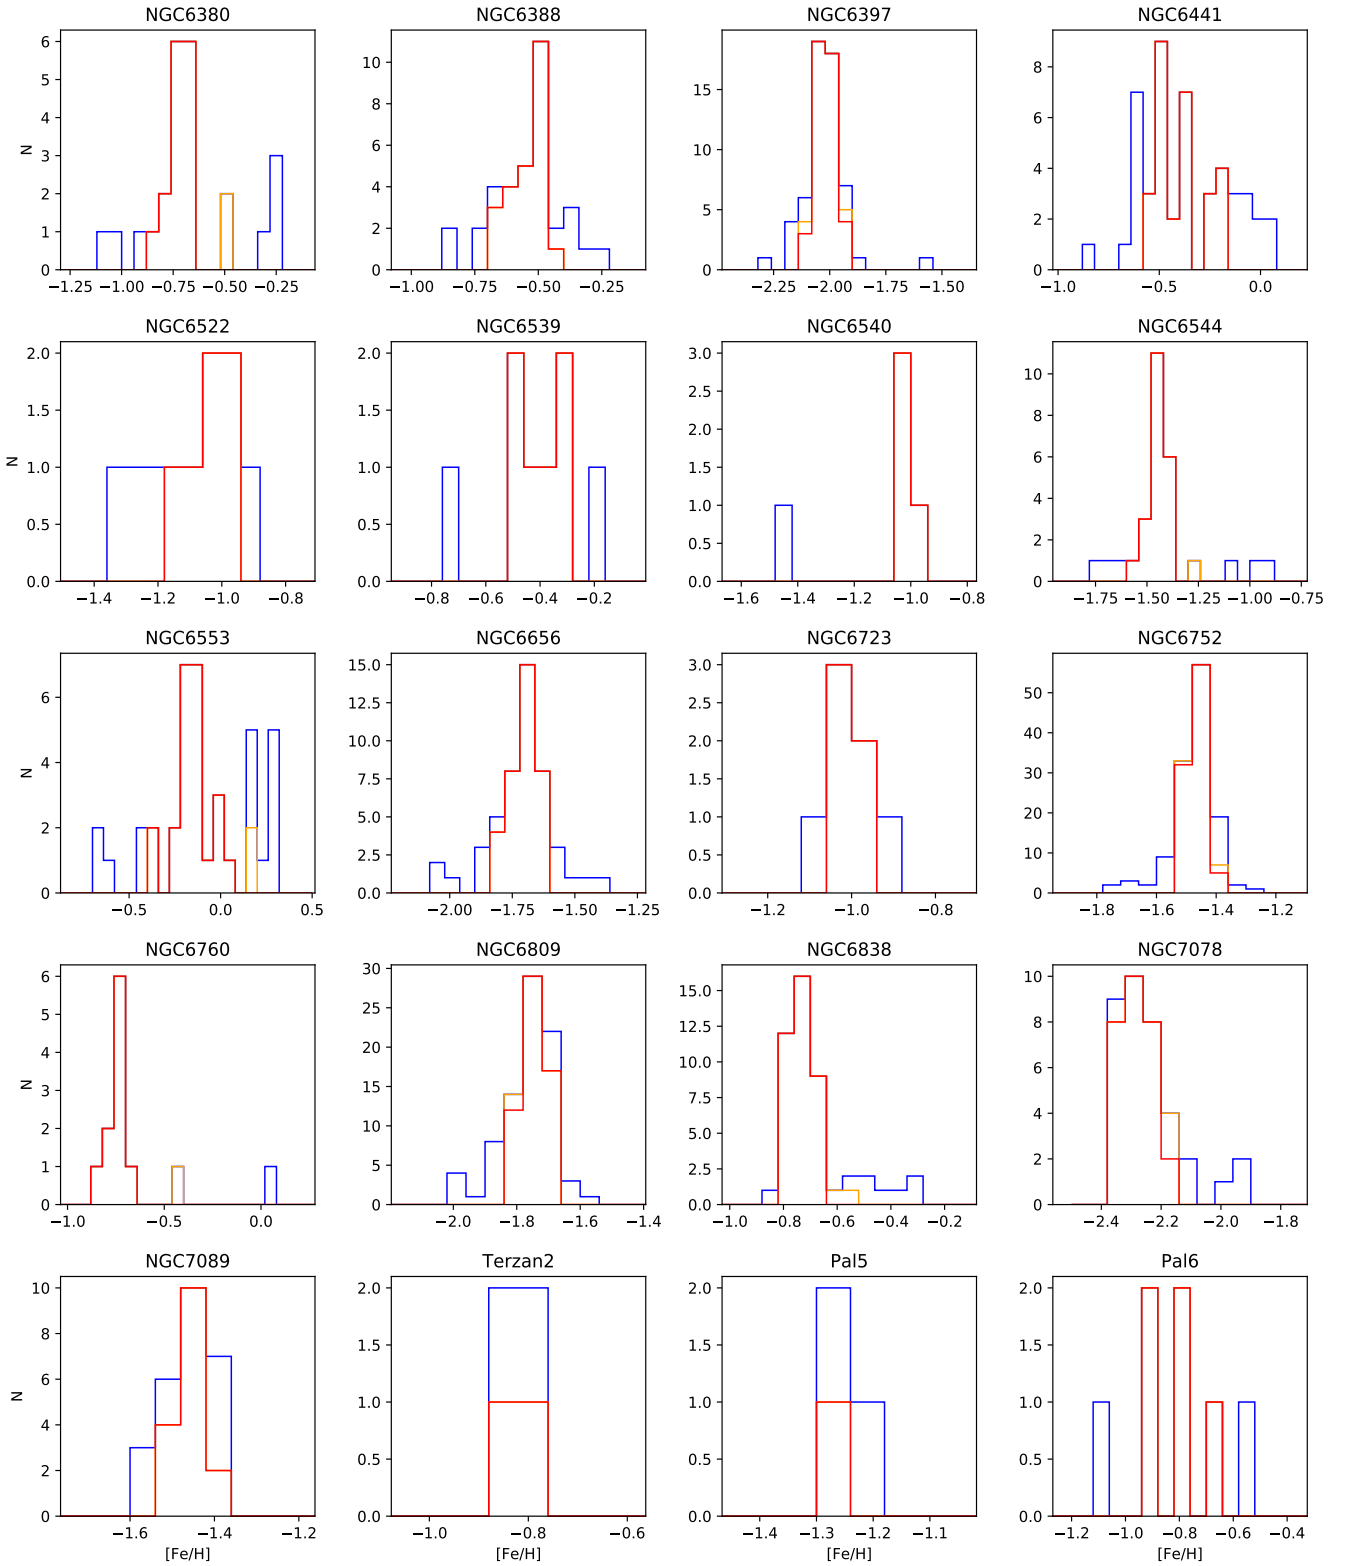 NGC6380 NGC6388 NGC6397 NGC6441
N
0 1 2 3 4 5 6
−1.25 −1.00 −0.75 −0.50 −0.25
0 2 4 6 8 10
−1.00 −0.75 −0.50 −0.25
0 5 10 15
−2.25 −2.00 −1.75 −1.50
0 2 4 6 8
−1.0 −0.5 0.0
NGC6522 NGC6539 NGC6540 NGC6544
N
0.0 0.5 1.0 1.5 2.0
−1.4 −1.2 −1.0 −0.8
0.0 0.5 1.0 1.5 2.0
−0.8 −0.6 −0.4 −0.2
0.0 0.5 1.0 1.5 2.0 2.5 3.0
−1.6 −1.4 −1.2 −1.0 −0.8
0 2 4 6 8 10
−1.75 −1.50 −1.25 −1.00 −0.75
NGC6553 NGC6656 NGC6723 NGC6752
N
0 2 4 6
−0.5 0.0 0.5
0.0 2.5 5.0 7.5 10.0 12.5 15.0
−2.00 −1.75 −1.50 −1.25
0.0 0.5 1.0 1.5 2.0 2.5 3.0
−1.2 −1.0 −0.8
0 10 20 30 40 50
−1.8 −1.6 −1.4 −1.2
NGC6760 NGC6809 NGC6838 NGC7078
N
0 1 2 3 4 5 6
−1.0 −0.5 0.0
0 5 10 15 20 25 30
−2.0 −1.8 −1.6 −1.4
0.0 2.5 5.0 7.5 10.0 12.5 15.0
−1.0 −0.8 −0.6 −0.4 −0.2
0 2 4 6 8 10
−2.4 −2.2 −2.0 −1.8
NGC7089 Terzan2 Pal5 Pal6
N
0 2 4 6 8 10
−1.6 −1.4 −1.2
[Fe/H]
0.0 0.5 1.0 1.5 2.0
−1.0 −0.8 −0.6
[Fe/H]
0.0 0.5 1.0 1.5 2.0
−1.4 −1.3 −1.2 −1.1
[Fe/H]
0.0 0.5 1.0 1.5 2.0
−1.2 −1.0 −0.8 −0.6 −0.4
[Fe/H]